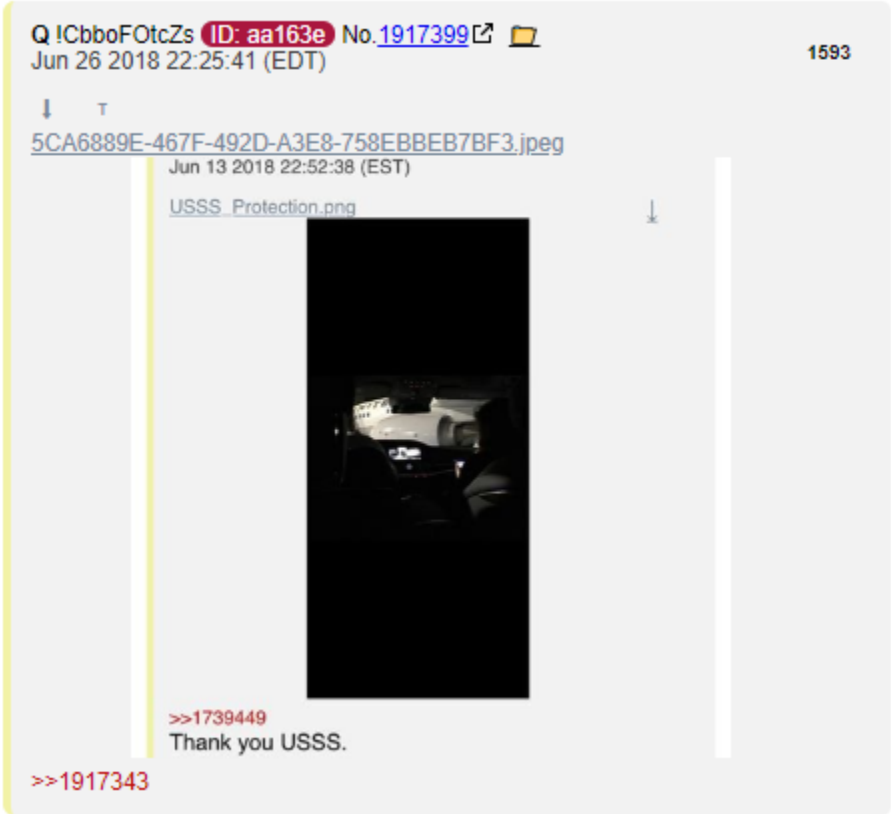 Q !CbboFOtcZs ID: aa163e No.1917399
Jun 26 2018 22:25:41 (EDT)
1593
T
5CA6889E-467F-492D-A3E8-758EBBEB7BF3.jpeg
Jun 13 2018 22:52:38 (EST)
USSS_Protection.png
>>1739449
Thank you USSS.
>>1917343